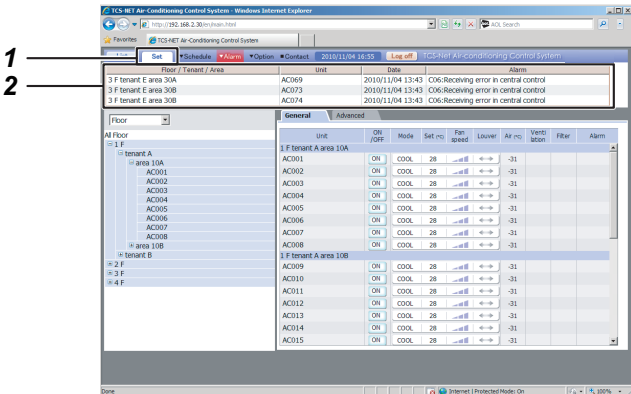 TCS-NET Air-Conditioning Control System - Windows Internet Explorer
http://192.168.2.30/en/main.html
AOL Search
Favorites TCS-NET Air-Conditioning Control System
1
Set ▾Schedule ▾Alarm ▾Option ■Contact 2010/11/04 16:55 Log off TCS-NET Air-conditioning Control System
2
Floor / Tenant / Area Unit Date Alarm
3 F tenant E area 30A AC069 2010/11/04 13:43 C06:Receiving error in central control
3 F tenant E area 30B AC073 2010/11/04 13:43 C06:Receiving error in central control
3 F tenant E area 30B AC074 2010/11/04 13:43 C06:Receiving error in central control
Floor
All Floor
1 F
tenant A
area 10A
AC001
AC002
AC003
AC004
AC005
AC006
AC007
AC008
area 10B
tenant B
2 F
3 F
4 F
General Advanced
Unit ON/OFF Mode Set (°C) Fan speed Louver Air (°C) Ventilation Filter Alarm
1 F tenant A area 10A
AC001 ON COOL 28 -31
AC002 ON COOL 28 -31
AC003 ON COOL 28 -31
AC004 ON COOL 28 -31
AC005 ON COOL 28 -31
AC006 ON COOL 28 -31
AC007 ON COOL 28 -31
AC008 ON COOL 28 -31
1 F tenant A area 10B
AC009 ON COOL 28 -31
AC010 ON COOL 28 -31
AC011 ON COOL 28 -31
AC012 ON COOL 28 -31
AC013 ON COOL 28 -31
AC014 ON COOL 28 -31
AC015 ON COOL 28 -31
Done Internet | Protected Mode: On 100%